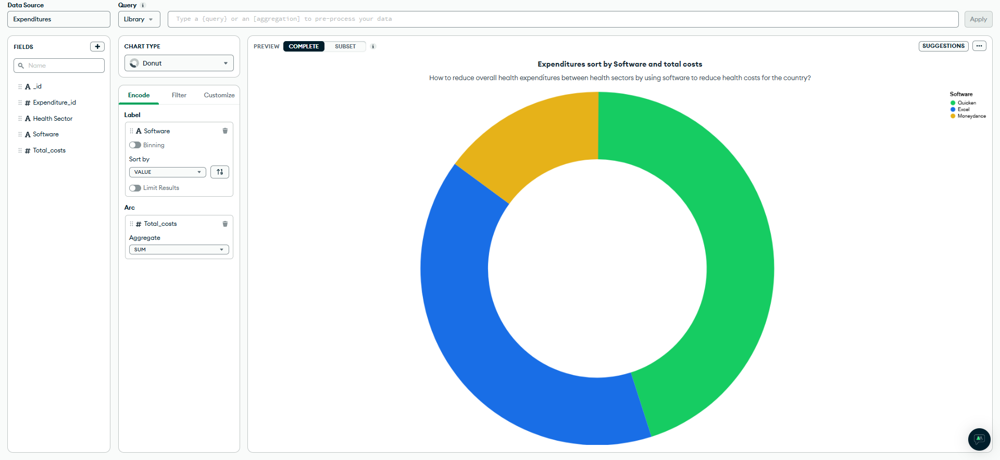 Data Source
Query i
Expenditures
Library
Type a {query} or an [aggregation] to pre-process your data
Apply
FIELDS
+
Name
A _id
# Expenditure_id
A Health Sector
A Software
# Total_costs
CHART TYPE
Donut
Encode Filter Customize
Label
A Software
Binning
Sort by
VALUE
Limit Results
Arc
# Total_costs
Aggregate
SUM
PREVIEW COMPLETE SUBSET i
SUGGESTIONS ...
Expenditures sort by Software and total costs
How to reduce overall health expenditures between health sectors by using software to reduce health costs for the country?
Software
Quicken
Excel
Moneydance